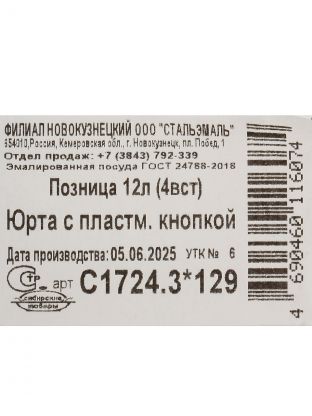 ФИЛИАЛ НОВОКУЗНЕЦКИЙ ООО "СТАЛЬЭМАЛЬ"
654010,Россия, Кемеровская обл., г. Новокузнецк, пл. Побед, 1
Отдел продаж: +7 (3843) 792-339
Эмалированная посуда ГОСТ 24788-2018
Позница 12л (4вст)
Юрта с пластм. кнопкой
Дата производства: 05.06.2025 УТК № 6
арт С1724.3*129
сибирские
товары
4 690460 116074